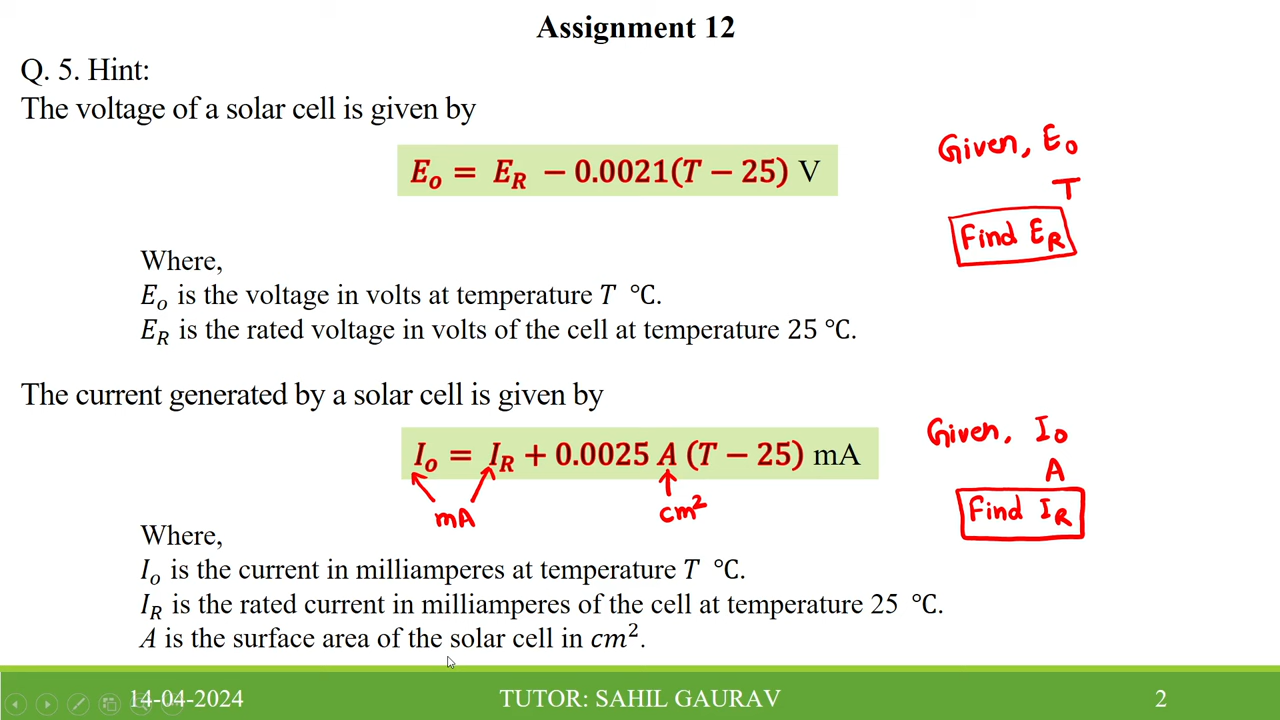 Assignment 12
Q. 5. Hint:
The voltage of a solar cell is given by
Given, E₀
E₀ = E_R − 0.0021(T − 25) V
T
Find E_R
Where,
E₀ is the voltage in volts at temperature T °C.
E_R is the rated voltage in volts of the cell at temperature 25 °C.
The current generated by a solar cell is given by
Given, I₀
I₀ = I_R + 0.0025 A (T − 25) mA
A
mA
cm²
Find I_R
Where,
I₀ is the current in milliamperes at temperature T °C.
I_R is the rated current in milliamperes of the cell at temperature 25 °C.
A is the surface area of the solar cell in cm².
14-04-2024 TUTOR: SAHIL GAURAV 2